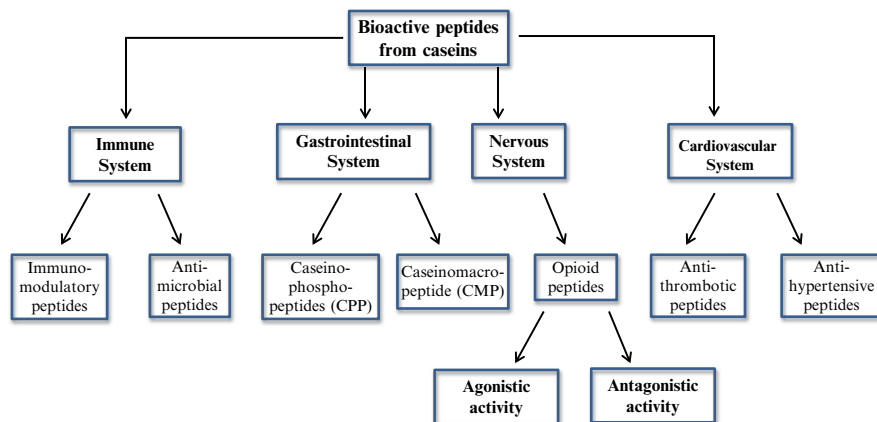 Bioactive peptides
from caseins
Immune
System
Gastrointestinal
System
Nervous
System
Cardiovascular
System
Immuno-
modulatory
peptides
Anti-
microbial
peptides
Caseino-
phospho-
peptides (CPP)
Caseinomacro-
peptide (CMP)
Opioid
peptides
Anti-
thrombotic
peptides
Anti-
hypertensive
peptides
Agonistic
activity
Antagonistic
activity